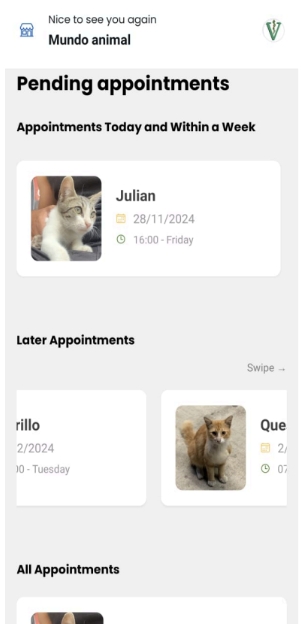 Nice to see you again
Mundo animal
Pending appointments
Appointments Today and Within a Week
Julian
28/11/2024
16:00 - Friday
Later Appointments
Swipe →
rillo
2/2024
00 - Tuesday
Que
2/
07
All Appointments